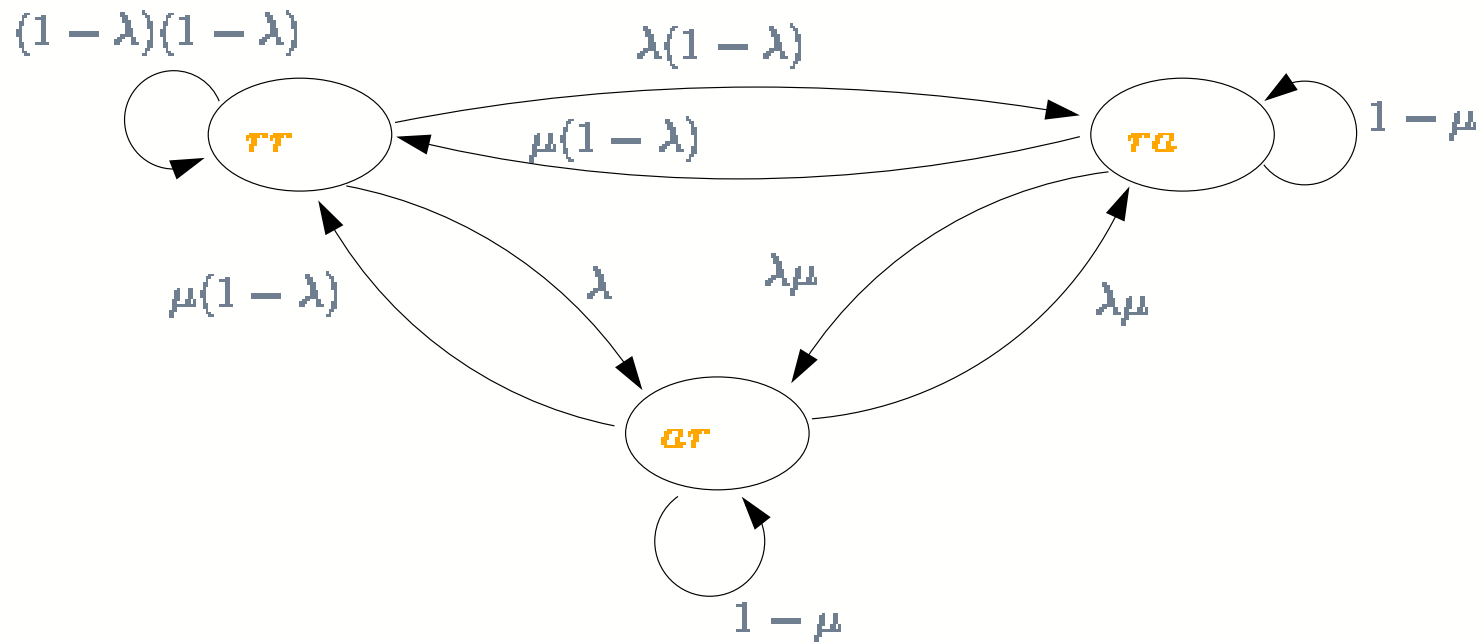 (1 − λ)(1 − λ)
λ(1 − λ)
1 − μ
rr
μ(1 − λ)
ra
μ(1 − λ)
λ
λμ
λμ
ar
1 − μ